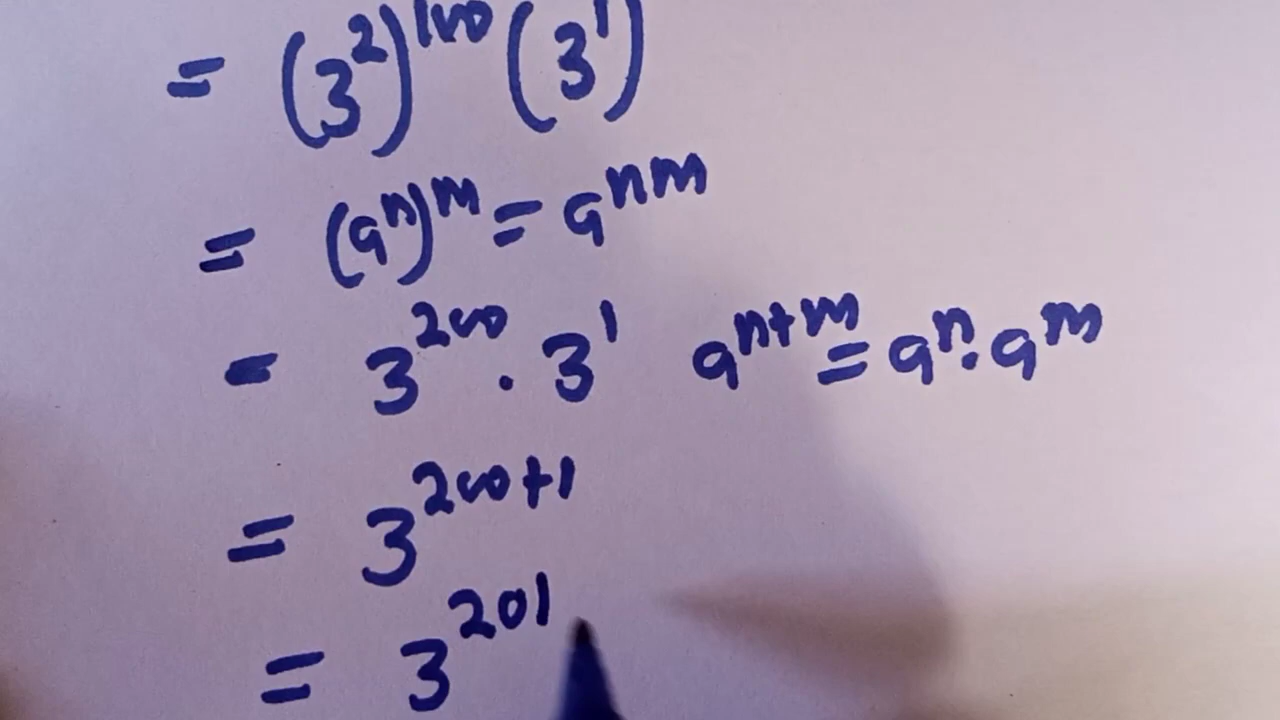 = (3²)¹⁰⁰ (3¹)
= (aⁿ)ᵐ = aⁿᵐ
= 3²⁰⁰ · 3¹ aⁿ⁺ᵐ = aⁿ · aᵐ
= 3²⁰⁰⁺¹
= 3²⁰¹